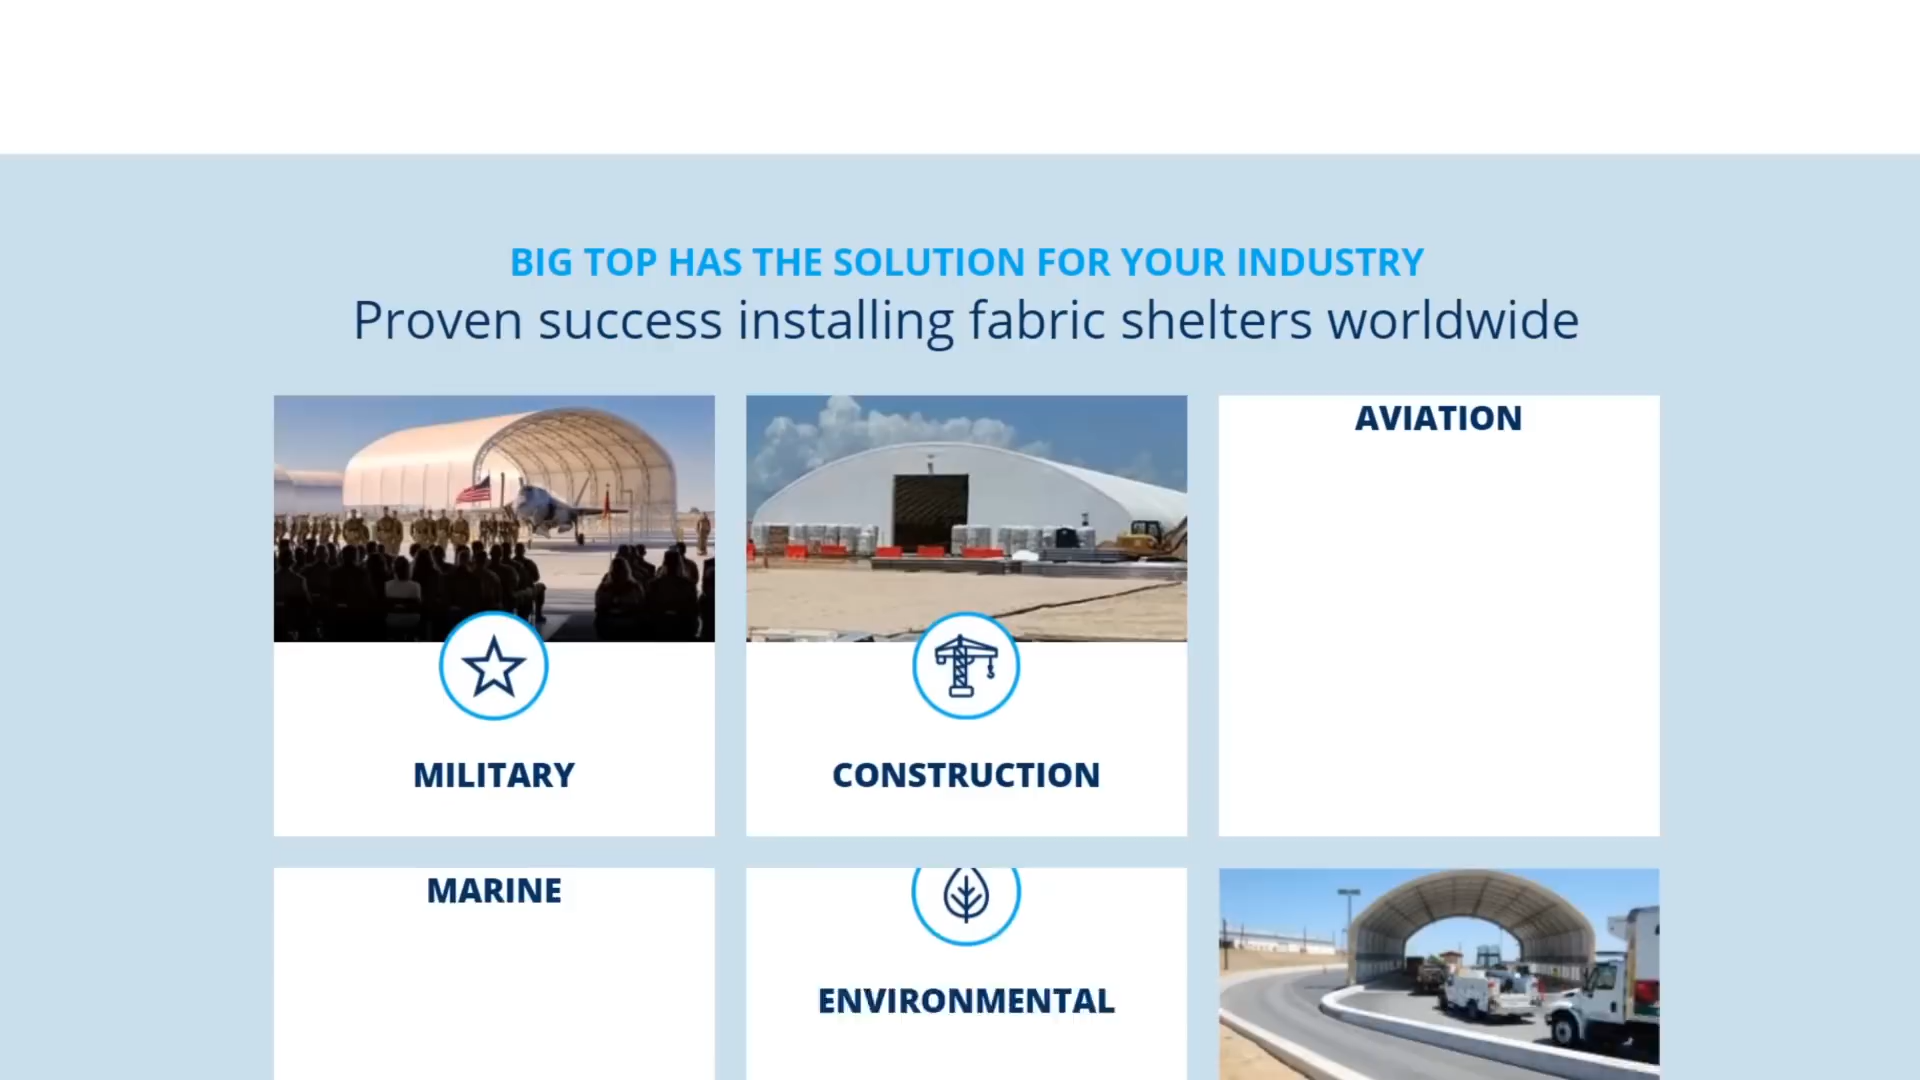 BIG TOP HAS THE SOLUTION FOR YOUR INDUSTRY
Proven success installing fabric shelters worldwide
AVIATION
MILITARY
CONSTRUCTION
MARINE
ENVIRONMENTAL